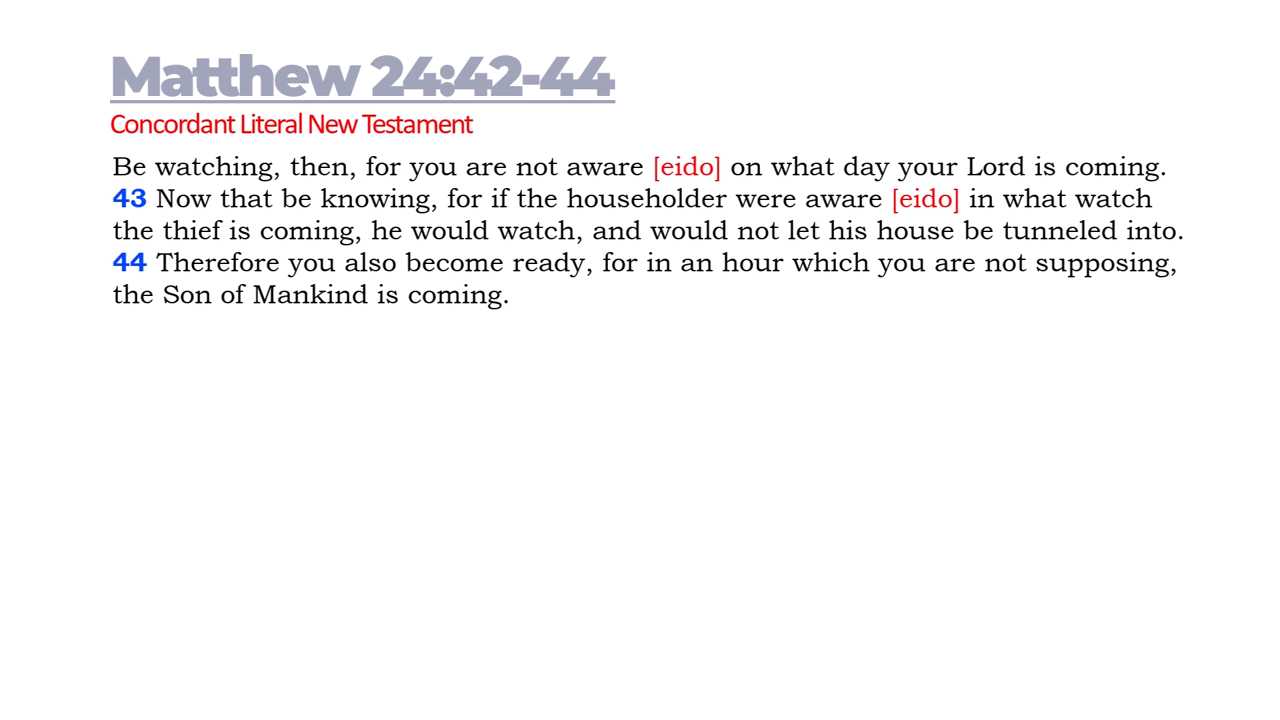 Matthew 24:42-44
Concordant Literal New Testament
Be watching, then, for you are not aware [eido] on what day your Lord is coming.
43 Now that be knowing, for if the householder were aware [eido] in what watch
the thief is coming, he would watch, and would not let his house be tunneled into.
44 Therefore you also become ready, for in an hour which you are not supposing,
the Son of Mankind is coming.